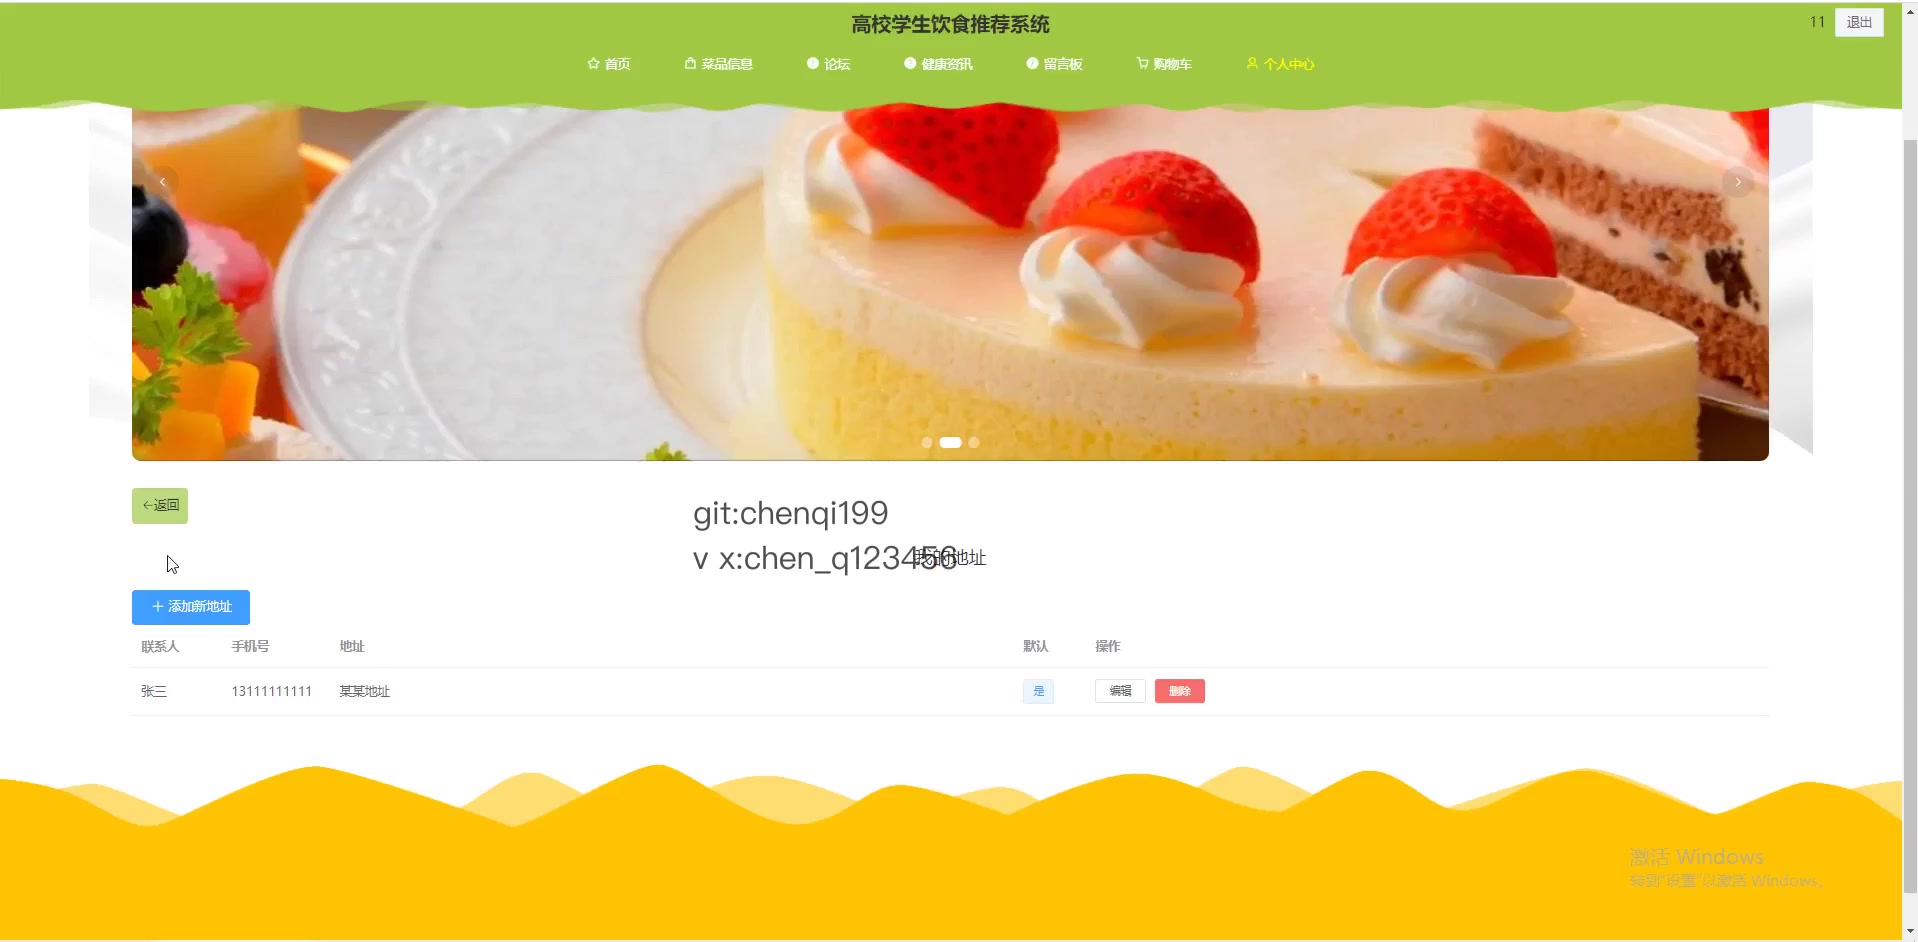 高校学生饮食推荐系统
11 退出
首页 菜品信息 论坛 健康资讯 留言板 购物车 个人中心
←返回
git:chenqi199
v x:chen_q123456
我的地址
+ 添加新地址
联系人 手机号 地址 默认 操作
张三 13111111111 某某地址 是 编辑 删除
激活 Windows
转到"设置"以激活 Windows。